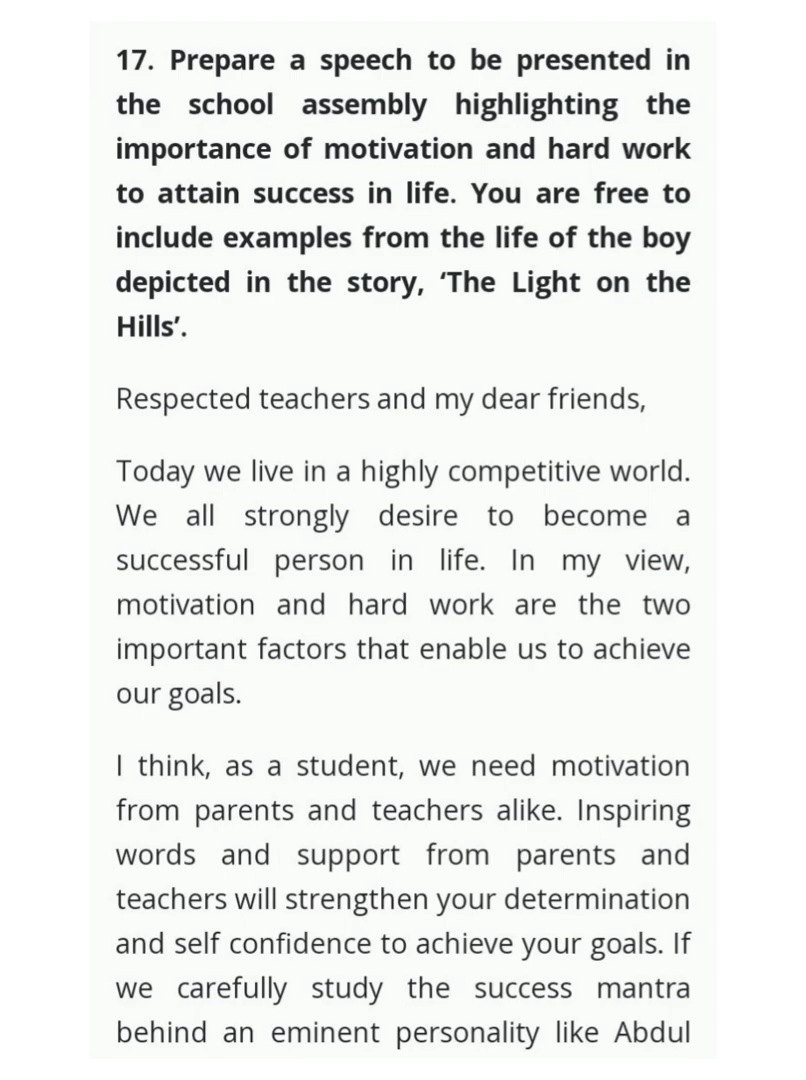 17. Prepare a speech to be presented in
the school assembly highlighting the
importance of motivation and hard work
to attain success in life. You are free to
include examples from the life of the boy
depicted in the story, ‘The Light on the
Hills’.
Respected teachers and my dear friends,
Today we live in a highly competitive world.
We all strongly desire to become a
successful person in life. In my view,
motivation and hard work are the two
important factors that enable us to achieve
our goals.
I think, as a student, we need motivation
from parents and teachers alike. Inspiring
words and support from parents and
teachers will strengthen your determination
and self confidence to achieve your goals. If
we carefully study the success mantra
behind an eminent personality like Abdul